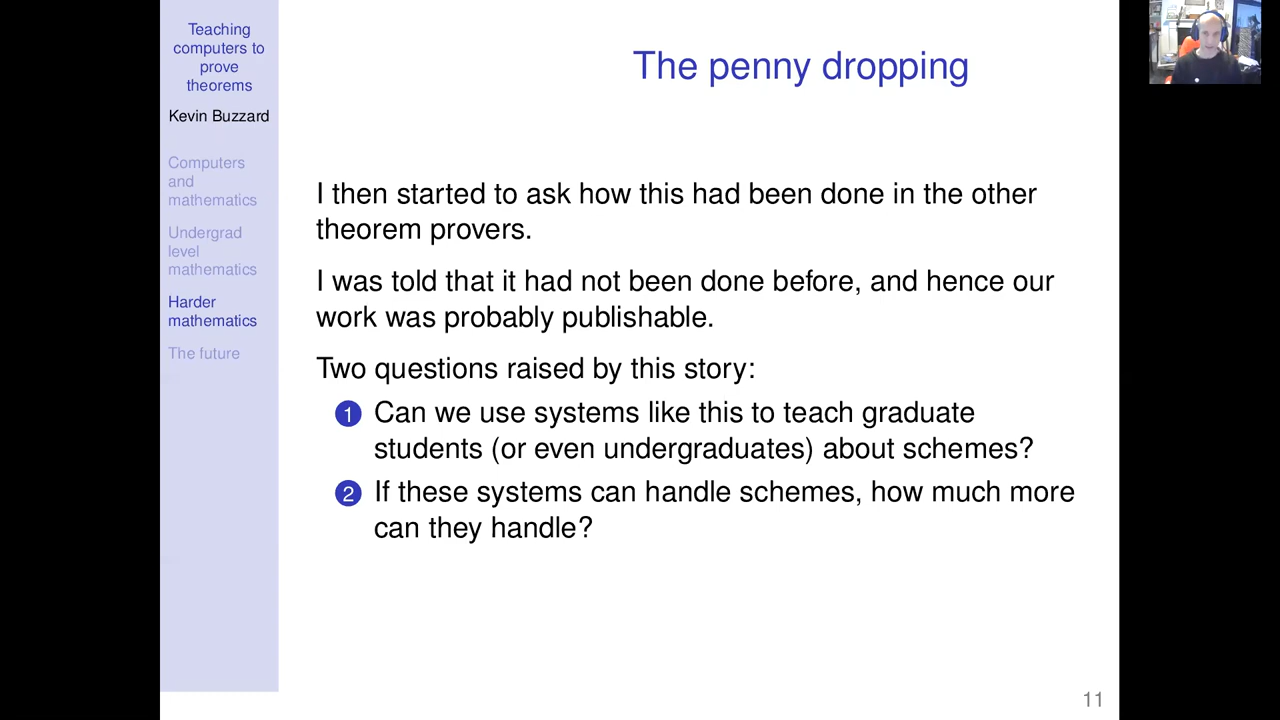 Teaching
computers to
prove
theorems
Kevin Buzzard
Computers
and
mathematics
Undergrad
level
mathematics
Harder
mathematics
The future
The penny dropping
I then started to ask how this had been done in the other
theorem provers.
I was told that it had not been done before, and hence our
work was probably publishable.
Two questions raised by this story:
1 Can we use systems like this to teach graduate
students (or even undergraduates) about schemes?
2 If these systems can handle schemes, how much more
can they handle?
11